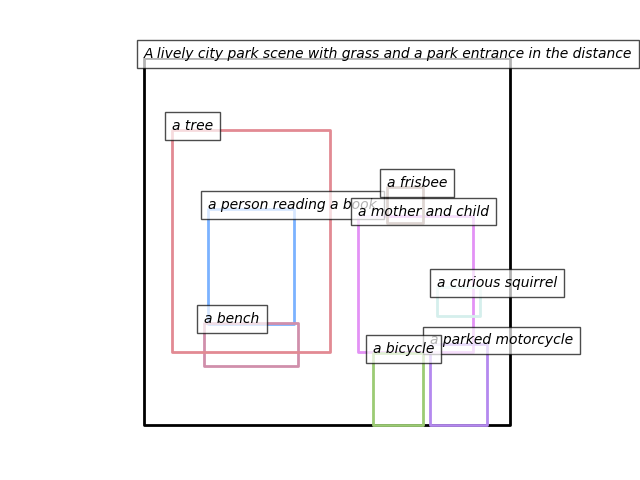 A lively city park scene with grass and a park entrance in the distance
a tree
a frisbee
a person reading a book
a mother and child
a curious squirrel
a bench
a parked motorcycle
a bicycle